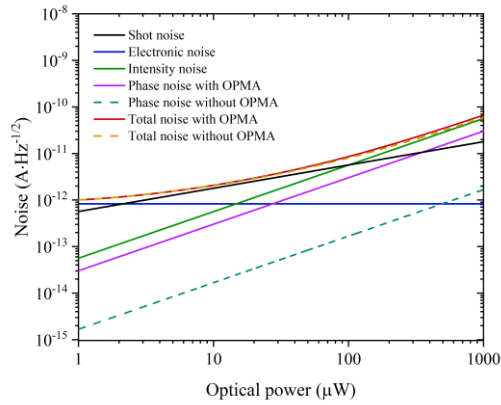 10⁻⁸
10⁻⁹
10⁻¹⁰
10⁻¹¹
10⁻¹²
10⁻¹³
10⁻¹⁴
10⁻¹⁵
Noise (A·Hz⁻¹/²)
Shot noise
Electronic noise
Intensity noise
Phase noise with OPMA
Phase noise without OPMA
Total noise with OPMA
Total noise without OPMA
1 10 100 1000
Optical power (μW)